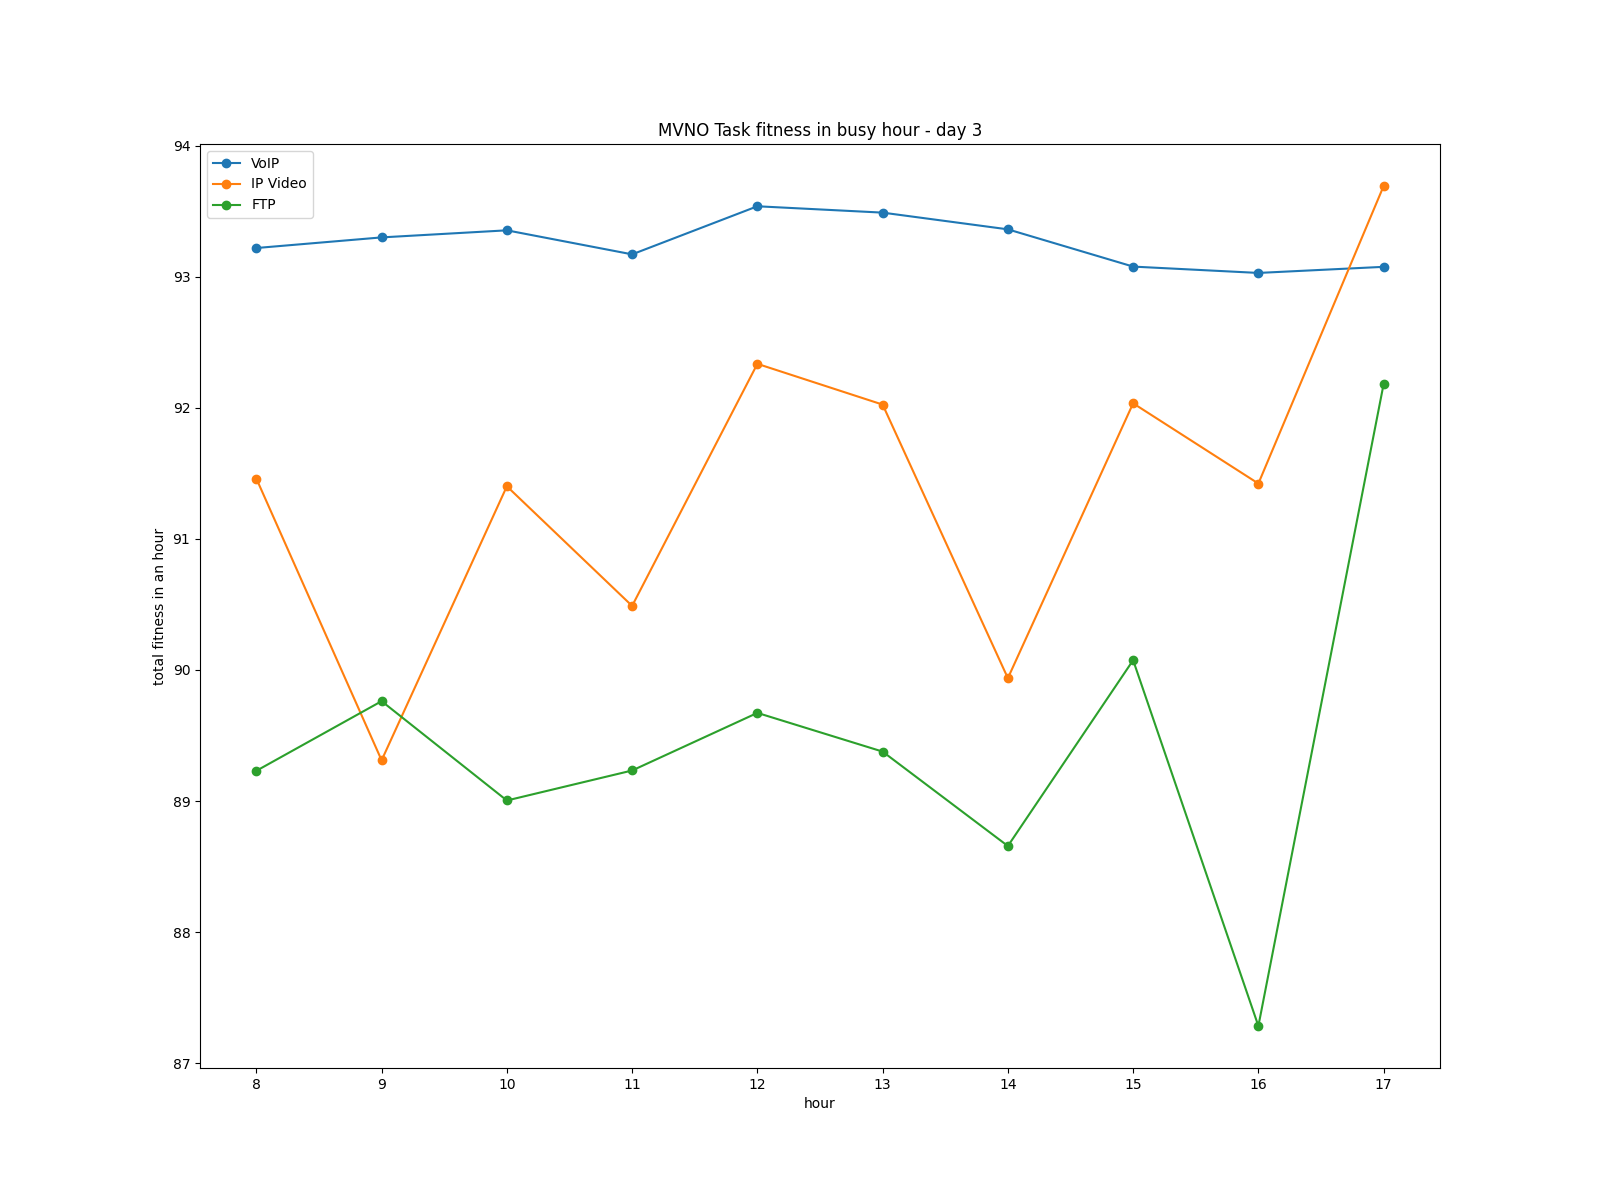 MVNO Task fitness in busy hour - day 3
VoIP
IP Video
FTP
total fitness in an hour
94
93
92
91
90
89
88
87
8 9 10 11 12 13 14 15 16 17
hour